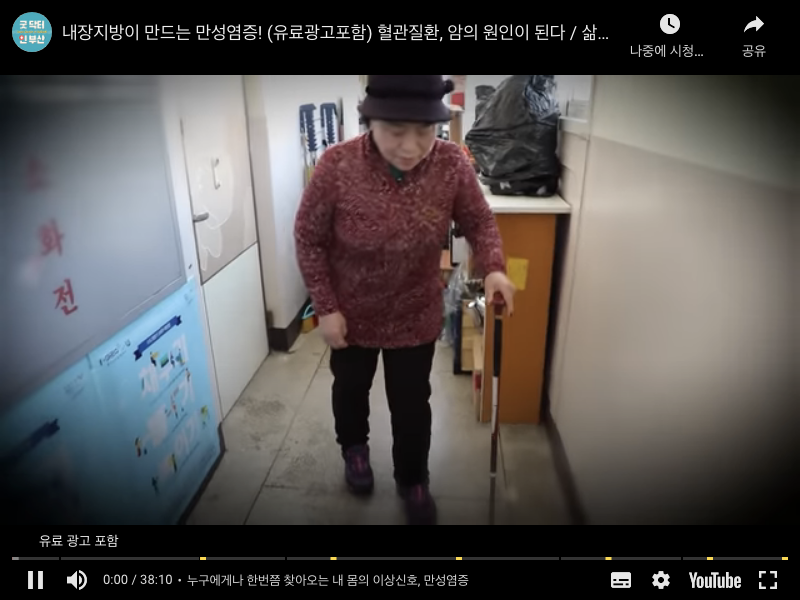 굿 닥터
인 부산
내장지방이 만드는 만성염증! (유료광고포함) 혈관질환, 암의 원인이 된다 / 삶...
나중에 시청...
공유
소
화
전
유료 광고 포함
0:00 / 38:10 • 누구에게나 한번쯤 찾아오는 내 몸의 이상신호, 만성염증
YouTube